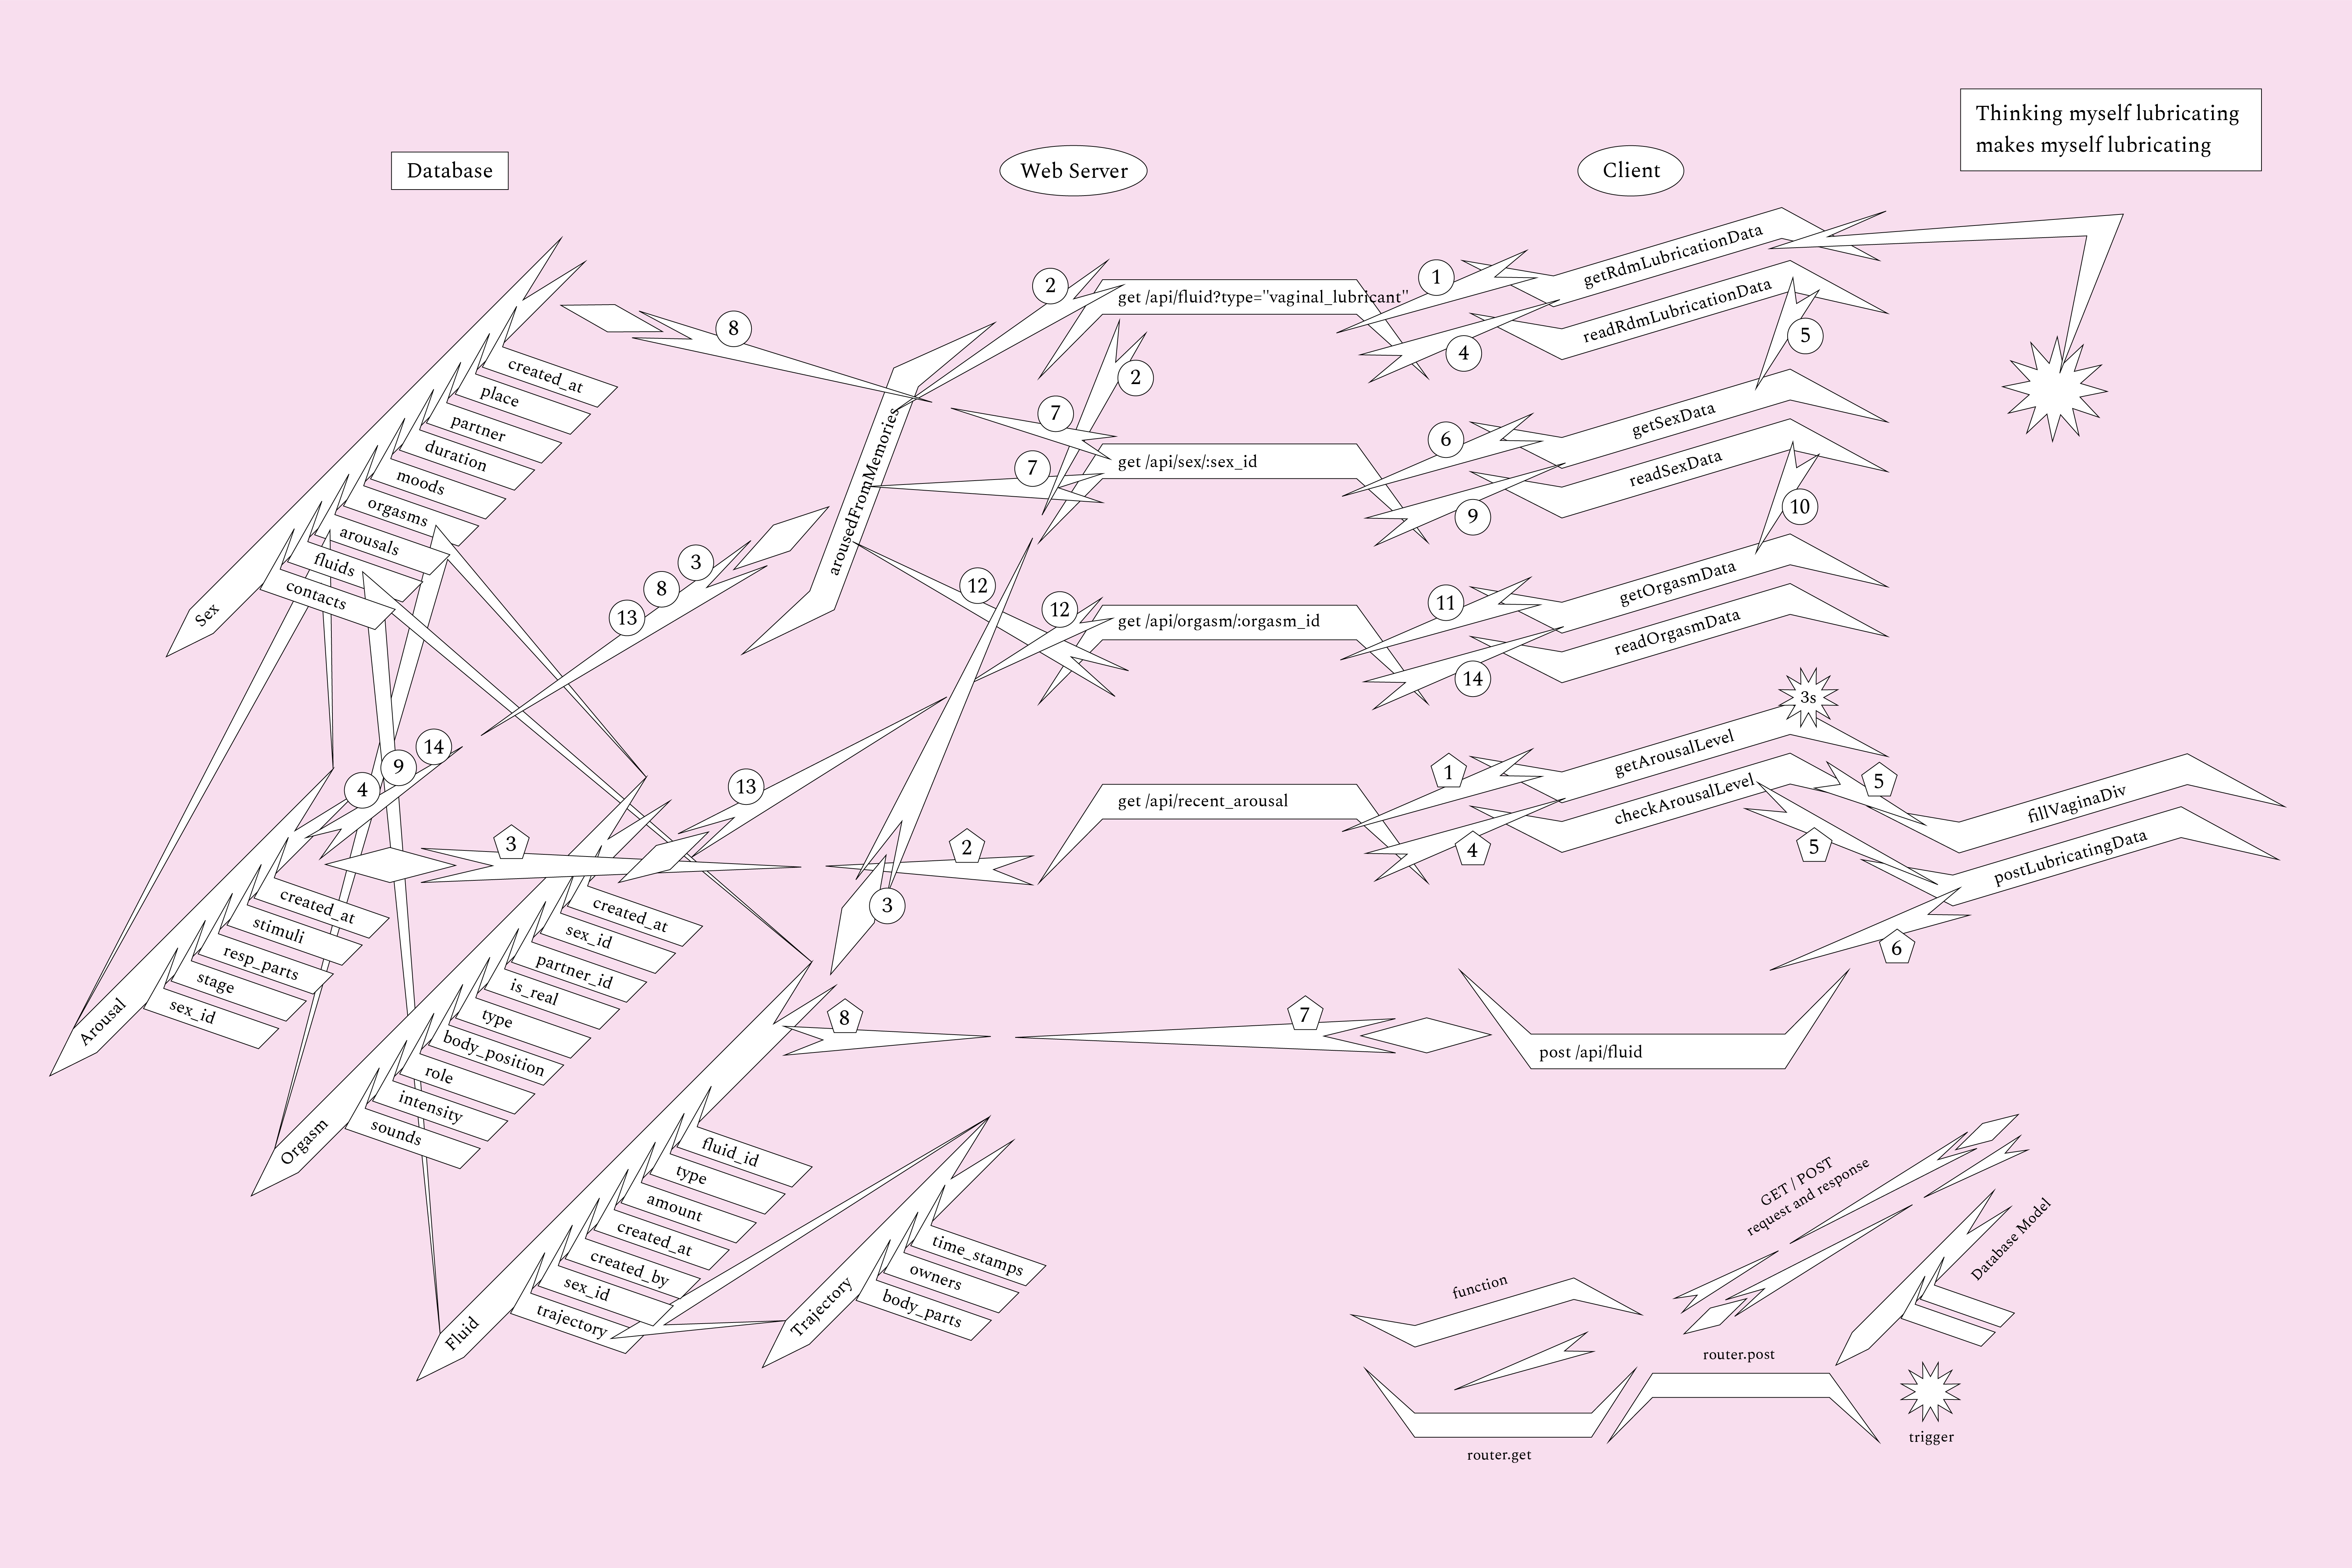 Thinking myself lubricating
makes myself lubricating
Database
Web Server
Client
created_at
place
partner
duration
moods
orgasms
arousals
fluids
contacts
Sex
8
3
8
13
arousedFromMemories
2
get /api/fluid?type="vaginal_lubricant"
2
7
get /api/sex/:sex_id
7
12
12
get /api/orgasm/:orgasm_id
13
1
getRdmLubricationData
readRdmLubricationData
4
5
6
getSexData
readSexData
9
10
11
getOrgasmData
readOrgasmData
14
3s
1
getArousalLevel
checkArousalLevel
4
5
5
fillVaginaDiv
postLubricatingData
6
get /api/recent_arousal
2
3
3
14
9
4
created_at
stimuli
resp_parts
stage
sex_id
Arousal
created_at
sex_id
partner_id
is_real
type
body_position
role
intensity
sounds
Orgasm
8
7
post /api/fluid
fluid_id
type
amount
created_at
created_by
sex_id
trajectory
Fluid
time_stamps
owners
body_parts
Trajectory
GET / POST
request and response
Database Model
function
router.post
router.get
trigger